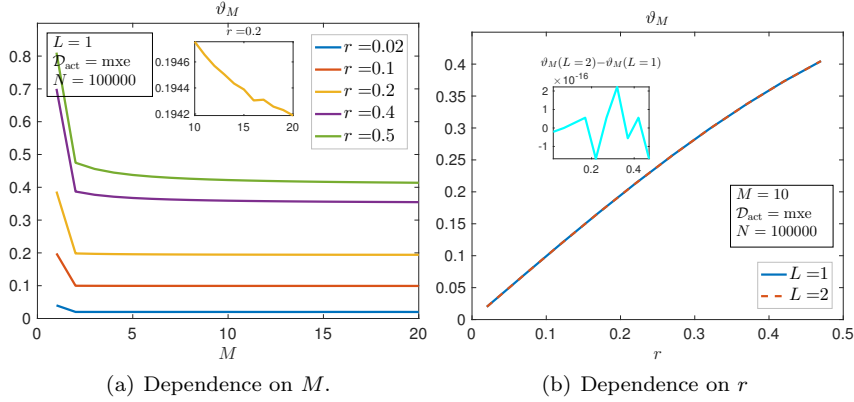 ϑ_M
L = 1
𝒟_act = mxe
N = 100000
r =0.2
0.1946
0.1944
0.1942
10 15 20
r =0.02
r =0.1
r =0.2
r =0.4
r =0.5
0.8
0.7
0.6
0.5
0.4
0.3
0.2
0.1
0
0 5 10 15 20
M
(a) Dependence on M.
ϑ_M
ϑ_M(L=2)−ϑ_M(L=1)
×10^-16
2
1
0
-1
0.2 0.4
M = 10
𝒟_act = mxe
N = 100000
L =1
L =2
0.4
0.35
0.3
0.25
0.2
0.15
0.1
0.05
0
0 0.1 0.2 0.3 0.4 0.5
r
(b) Dependence on r